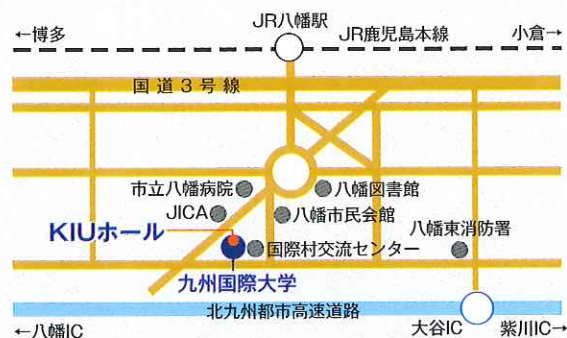 JR八幡駅
←博多
JR鹿児島本線
小倉→
国道3号線
市立八幡病院
八幡図書館
JICA
八幡市民会館
KIUホール
八幡東消防署
国際村交流センター
九州国際大学
北九州都市高速道路
←八幡IC
大谷IC
紫川IC→